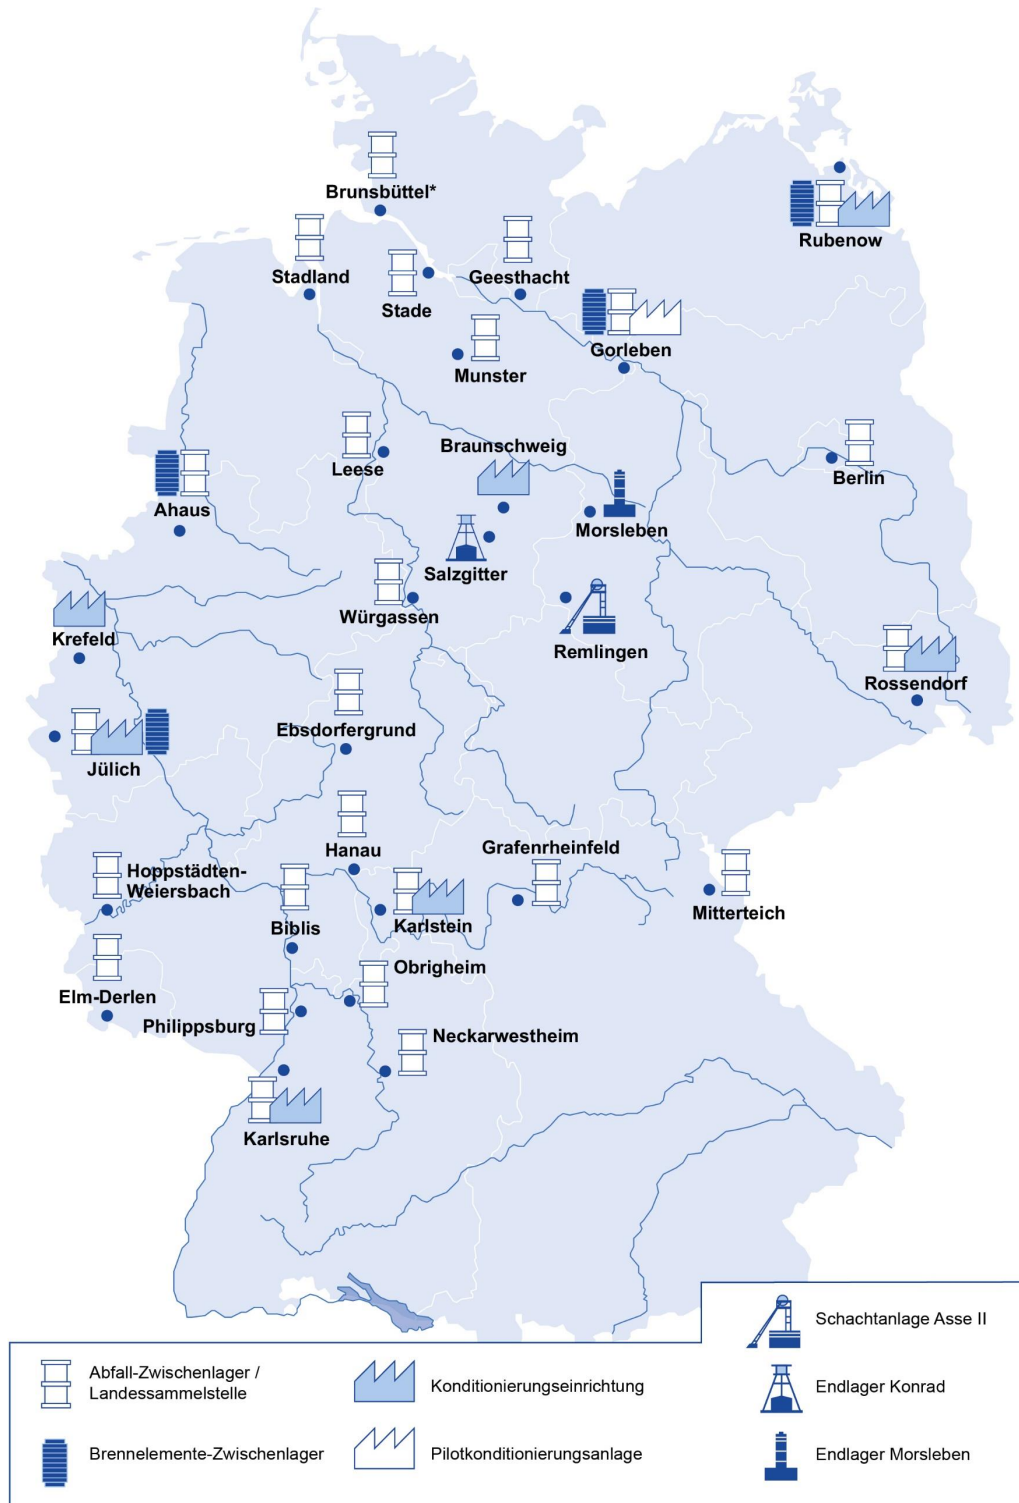 Brunsbüttel*
Rubenow
Stadland
Stade
Geesthacht
Gorleben
Munster
Leese
Braunschweig
Berlin
Ahaus
Morsleben
Salzgitter
Würgassen
Krefeld
Remlingen
Rossendorf
Ebsdorfergrund
Jülich
Hanau
Grafenrheinfeld
Hoppstädten-
Weiersbach
Biblis
Karlstein
Mitterteich
Obrigheim
Elm-Derlen
Philippsburg
Neckarwestheim
Karlsruhe
Abfall-Zwischenlager /
Landessammelstelle
Brennelemente-Zwischenlager
Konditionierungseinrichtung
Pilotkonditionierungsanlage
Schachtanlage Asse II
Endlager Konrad
Endlager Morsleben